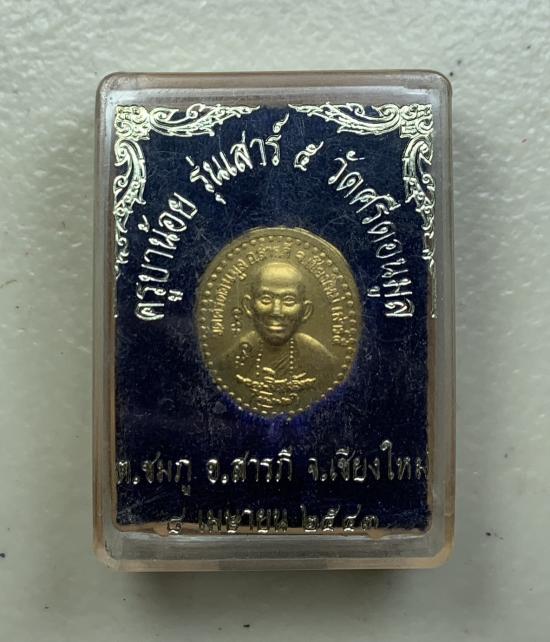 ครูบาน้อย รุ่นเสาร์ ๕ วัดศรีดอนมูล
ต.ชมภู อ.สารภี จ.เชียงใหม่
๘ เมษายน ๒๕๔๓